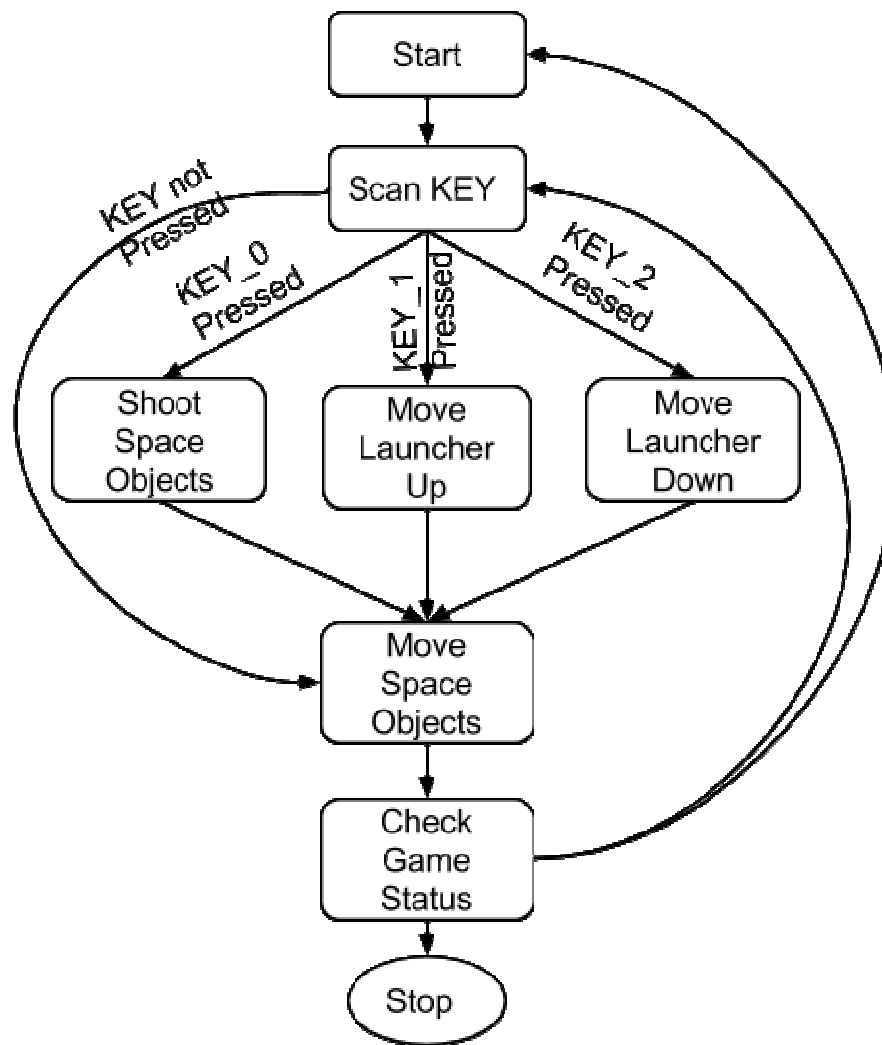 Start
Scan KEY
KEY not
Pressed
KEY_0
Pressed
KEY_1
Pressed
KEY_2
Pressed
Shoot
Space
Objects
Move
Launcher
Up
Move
Launcher
Down
Move
Space
Objects
Check
Game
Status
Stop